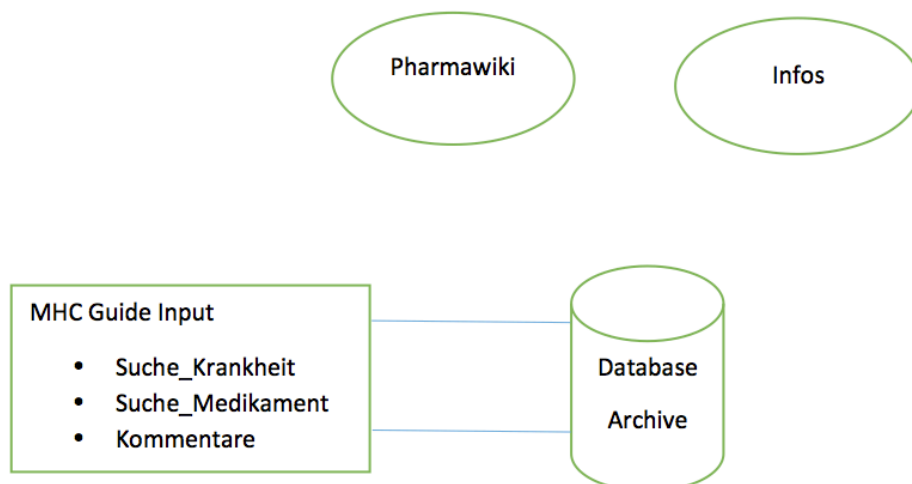 Pharmawiki
Infos
MHC Guide Input
• Suche_Krankheit
• Suche_Medikament
• Kommentare
Database
Archive